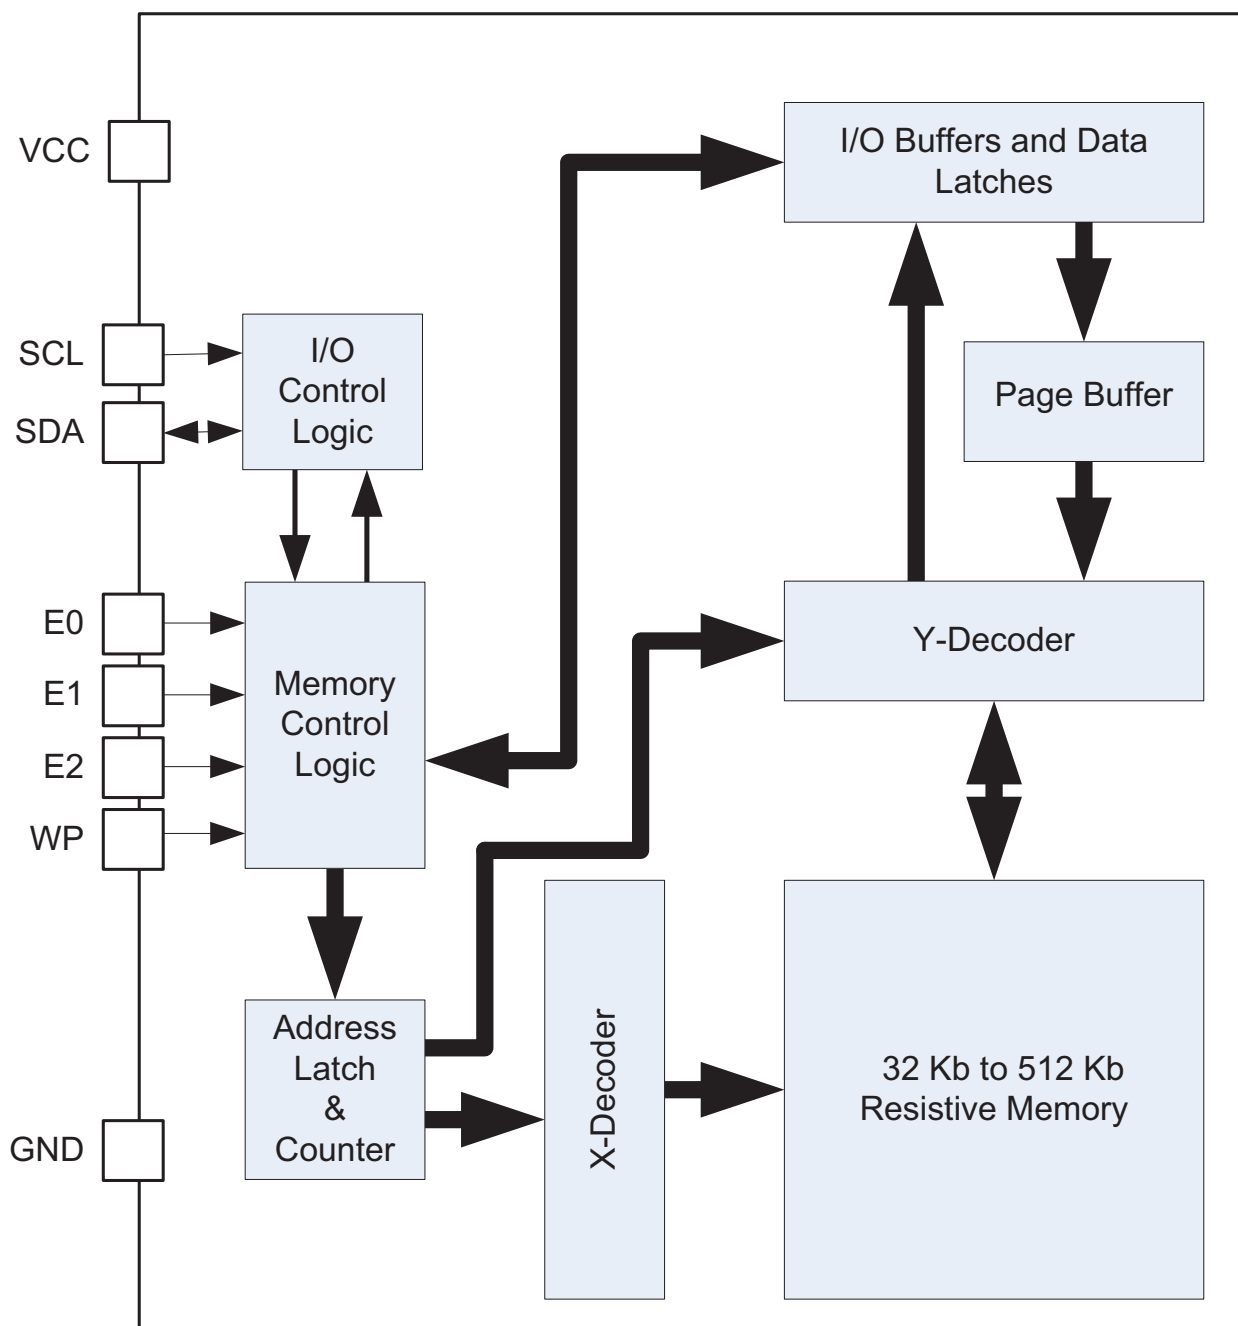 VCC
I/O Buffers and Data
Latches
SCL
I/O
Control
Logic
SDA
Page Buffer
E0
E1
E2
WP
Memory
Control
Logic
Y-Decoder
Address
Latch
&
Counter
X-Decoder
32 Kb to 512 Kb
Resistive Memory
GND